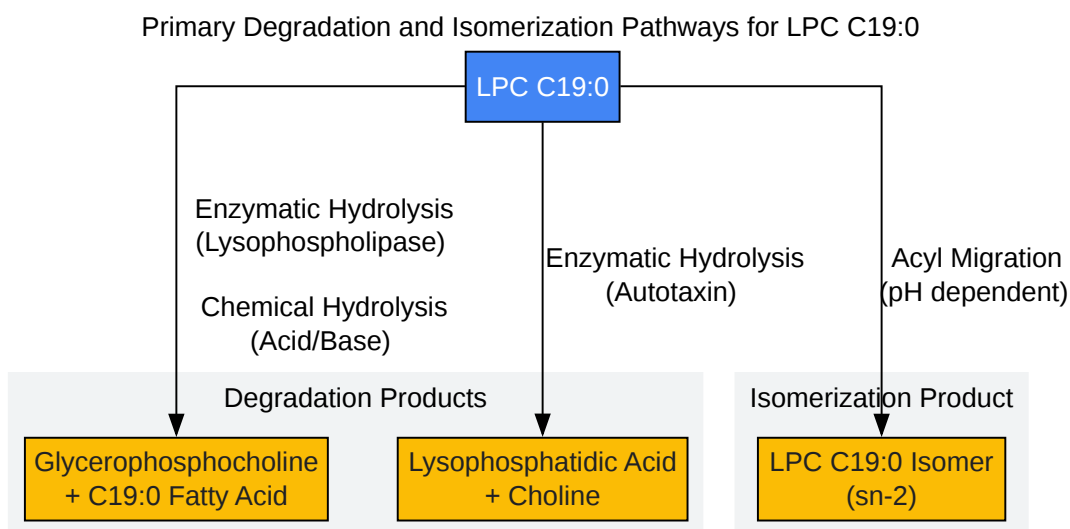 Primary Degradation and Isomerization Pathways for LPC C19:0
LPC C19:0
Enzymatic Hydrolysis
(Lysophospholipase)
Chemical Hydrolysis
(Acid/Base)
Enzymatic Hydrolysis
(Autotaxin)
Acyl Migration
(pH dependent)
Degradation Products
Glycerophosphocholine
+ C19:0 Fatty Acid
Lysophosphatidic Acid
+ Choline
Isomerization Product
LPC C19:0 Isomer
(sn-2)